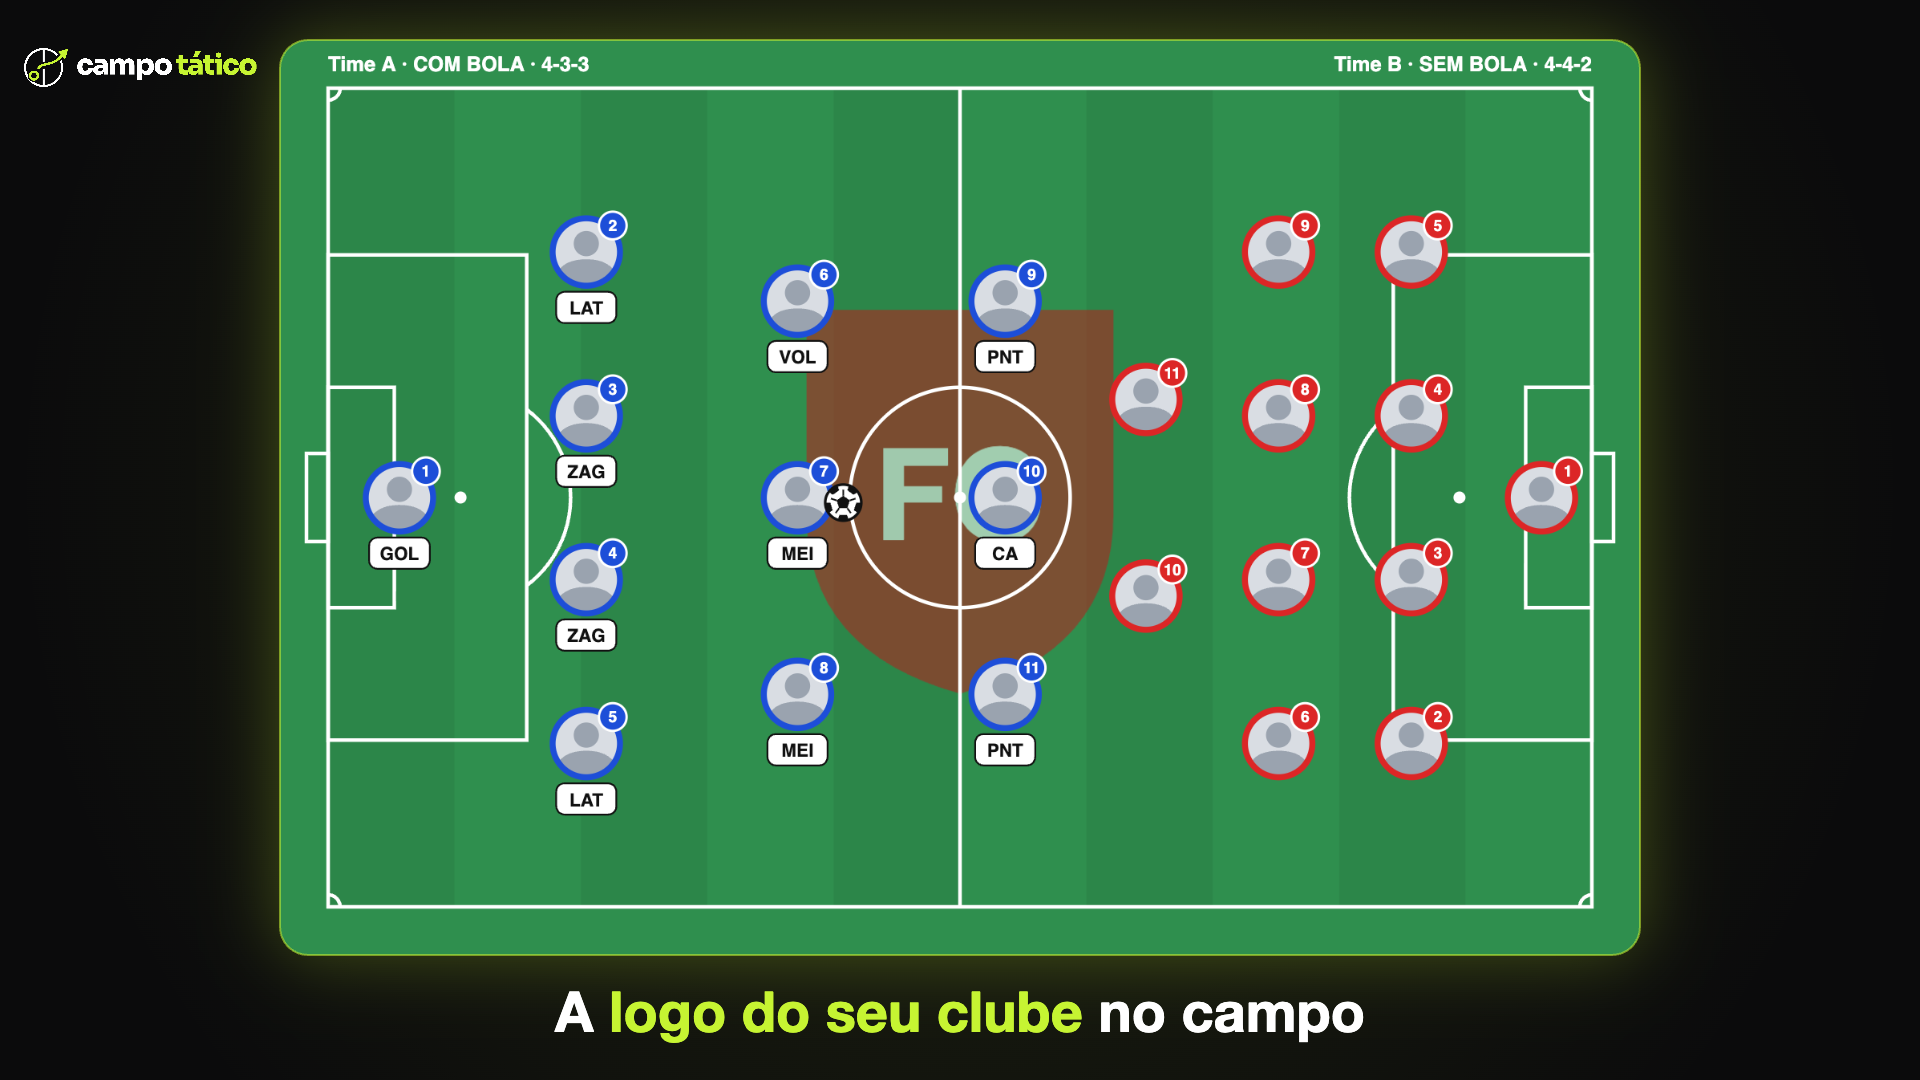 campo tático
Time A · COM BOLA · 4-3-3
Time B · SEM BOLA · 4-4-2
2
LAT
9
5
6
VOL
9
PNT
11
3
ZAG
8
4
1
GOL
7
MEI
FC
10
CA
1
4
ZAG
10
7
3
8
MEI
11
PNT
5
LAT
6
2
A logo do seu clube no campo